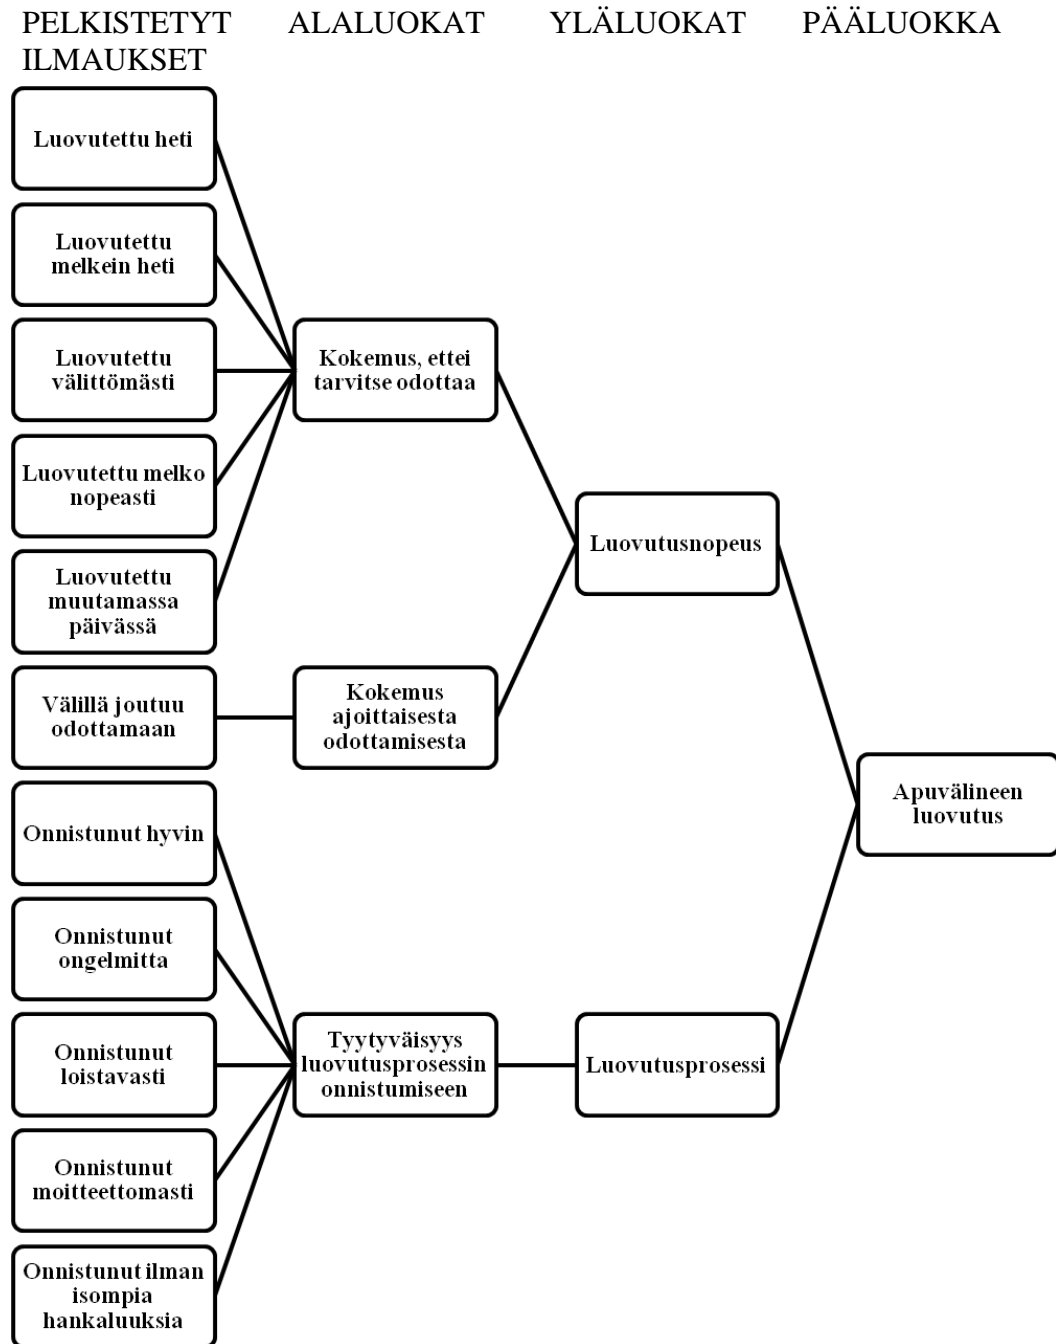 PELKISTETYT ILMAUKSET
ALALUOKAT
YLÄLUOKAT
PÄÄLUOKKA
Luovutettu heti
Luovutettu
melkein heti
Luovutettu
välittömästi
Luovutettu melko
nopeasti
Luovutettu
muutamassa
päivässä
Välillä joutuu
odottamaan
Onnistunut hyvin
Onnistunut
ongelmitta
Onnistunut
loistavasti
Onnistunut
moitteettomasti
Onnistunut ilman
isompia
hankaluuksia
Kokemus, ettei
tarvitse odottaa
Kokemus
ajoittaisesta
odottamisesta
Tyytyväisyys
luovutusprosessin
onnistumiseen
Luovutusnopeus
Luovutusprosessi
Apuvälineen
luovutus